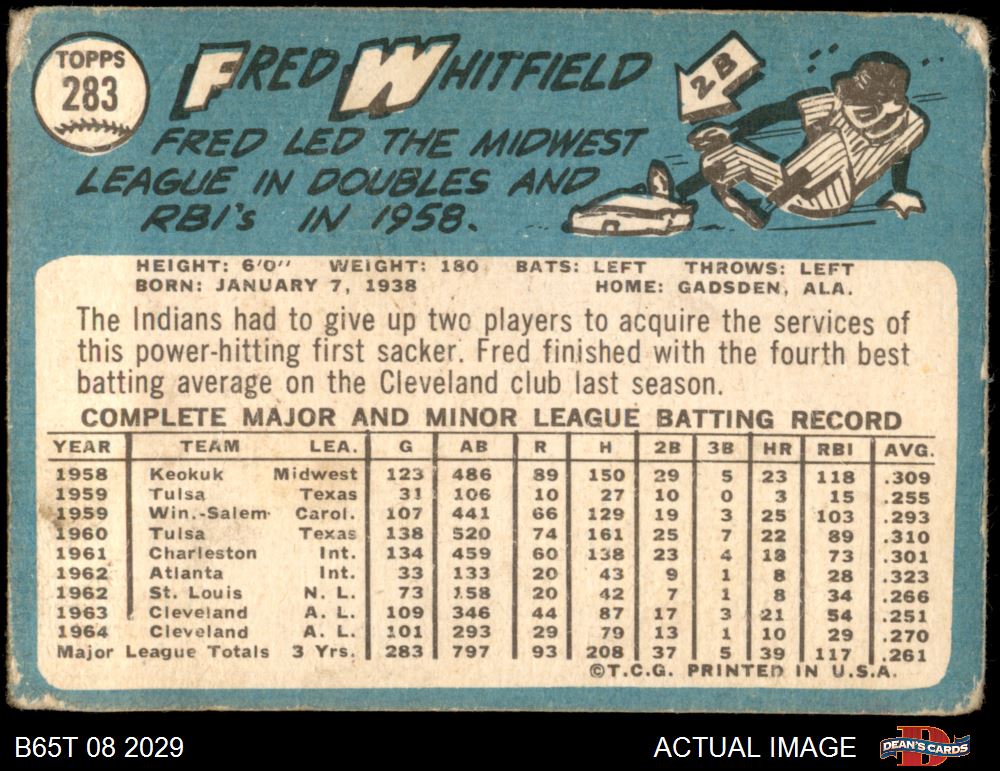 TOPPS
283
FRED WHITFIELD
2B
FRED LED THE MIDWEST
LEAGUE IN DOUBLES AND
RBI's IN 1958.
HEIGHT: 6'0" WEIGHT: 180 BATS: LEFT THROWS: LEFT
BORN: JANUARY 7, 1938 HOME: GADSDEN, ALA.
The Indians had to give up two players to acquire the services of
this power-hitting first sacker. Fred finished with the fourth best
batting average on the Cleveland club last season.
COMPLETE MAJOR AND MINOR LEAGUE BATTING RECORD
YEAR TEAM LEA. G AB R H 2B 3B HR RBI AVG.
1958 Keokuk Midwest 123 486 89 150 29 5 23 118 .309
1959 Tulsa Texas 31 106 10 27 10 0 3 15 .255
1959 Win.-Salem Carol. 107 441 66 129 19 3 25 103 .293
1960 Tulsa Texas 138 520 74 161 25 7 22 89 .310
1961 Charleston Int. 134 459 60 138 23 4 18 73 .301
1962 Atlanta Int. 33 133 20 43 9 1 8 28 .323
1962 St. Louis N. L. 73 158 20 42 7 1 8 34 .266
1963 Cleveland A. L. 109 346 44 87 17 3 21 54 .251
1964 Cleveland A. L. 101 293 29 79 13 1 10 29 .270
Major League Totals 3 Yrs. 283 797 93 208 37 5 39 117 .261
©T.C.G. PRINTED IN U.S.A.
B65T 08 2029 ACTUAL IMAGE DEAN'S CARDS